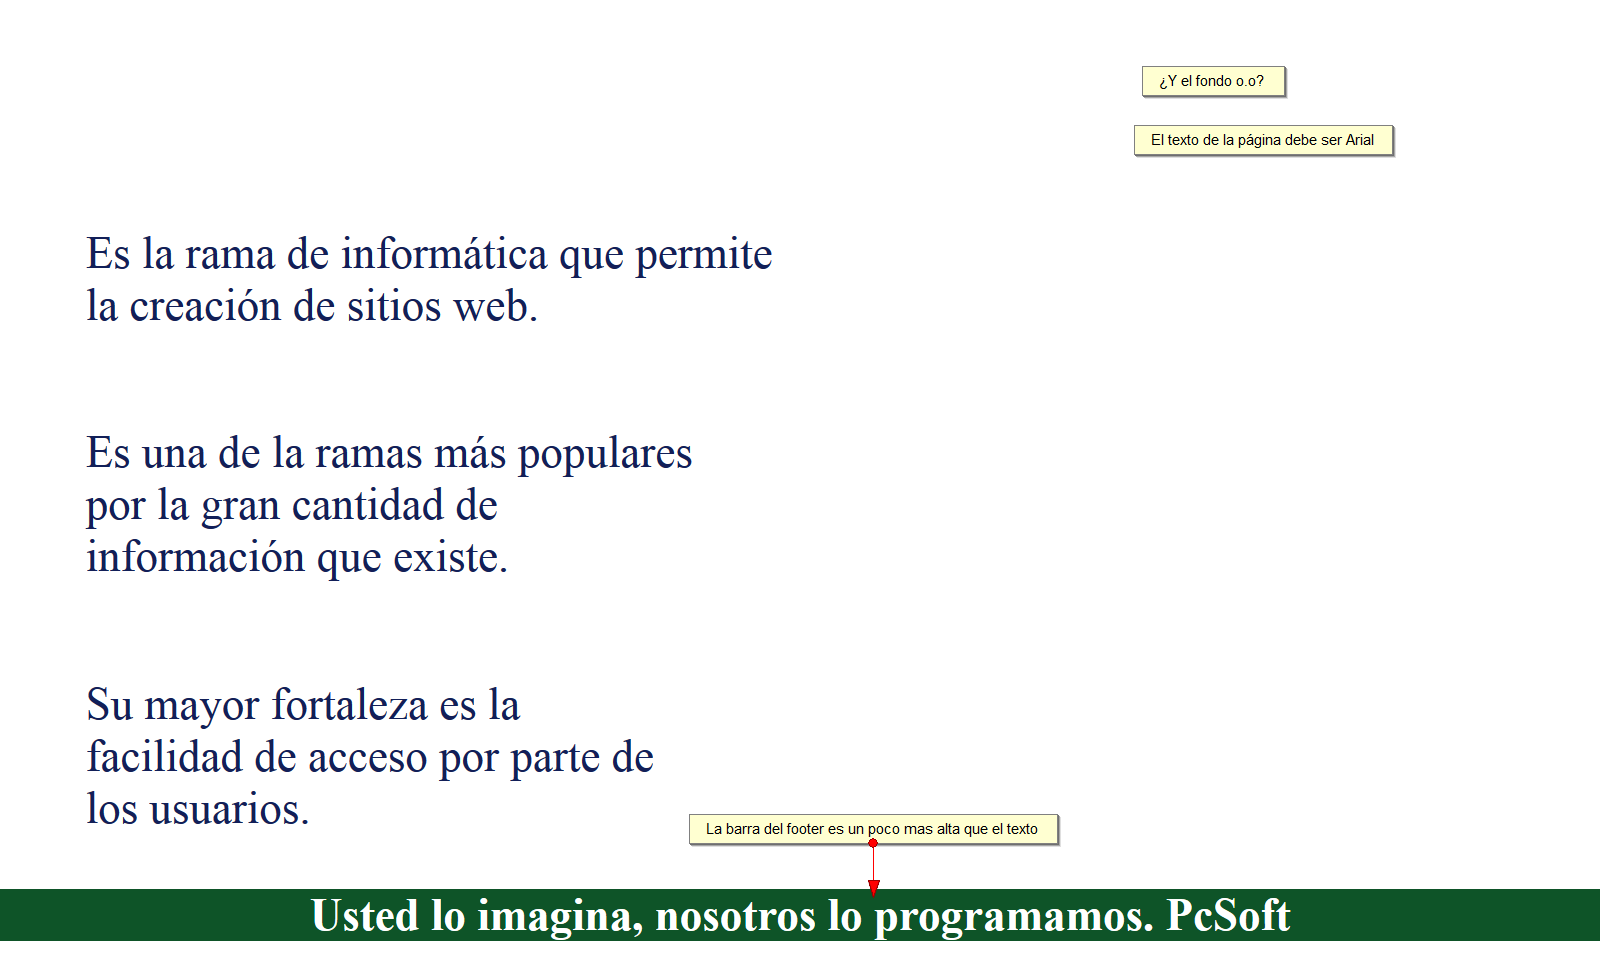 ¿Y el fondo o.o?
El texto de la página debe ser Arial
Es la rama de informática que permite
la creación de sitios web.
Es una de la ramas más populares
por la gran cantidad de
información que existe.
Su mayor fortaleza es la
facilidad de acceso por parte de
los usuarios.
La barra del footer es un poco mas alta que el texto
Usted lo imagina, nosotros lo programamos. PcSoft